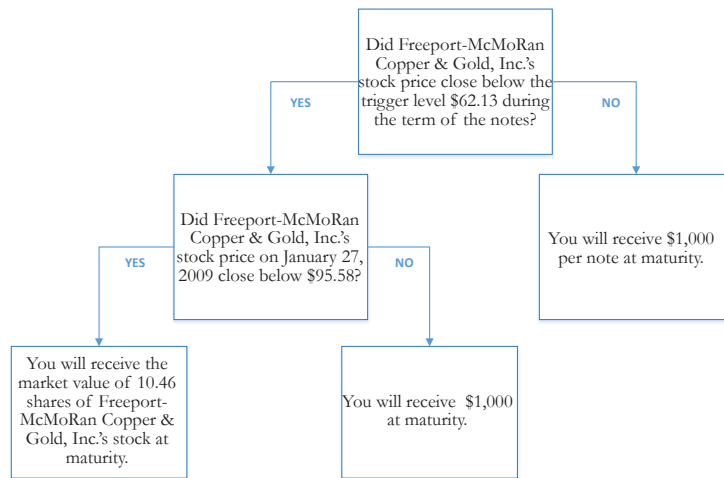 Did Freeport-McMoRan
Copper & Gold, Inc.'s
stock price close below the
trigger level $62.13 during
the term of the notes?
YES
NO
Did Freeport-McMoRan
Copper & Gold, Inc.'s
stock price on January 27,
2009 close below $95.58?
You will receive $1,000
per note at maturity.
YES
NO
You will receive the
market value of 10.46
shares of Freeport-
McMoRan Copper &
Gold, Inc.'s stock at
maturity.
You will receive $1,000
at maturity.